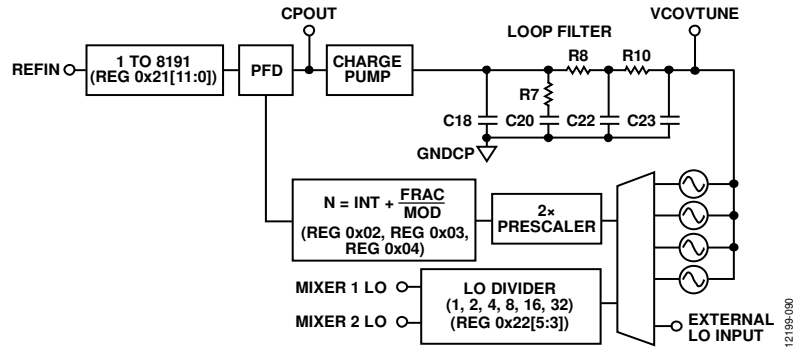 CPOUT
LOOP FILTER
VCOVTUNE
REFIN
1 TO 8191
(REG 0x21[11:0])
PFD
CHARGE
PUMP
R8
R10
R7
C18
C20
C22
C23
GNDCP
N = INT + FRAC
MOD
(REG 0x02, REG 0x03,
REG 0x04)
2×
PRESCALER
MIXER 1 LO
MIXER 2 LO
LO DIVIDER
(1, 2, 4, 8, 16, 32)
(REG 0x22[5:3])
EXTERNAL
LO INPUT
12199-090